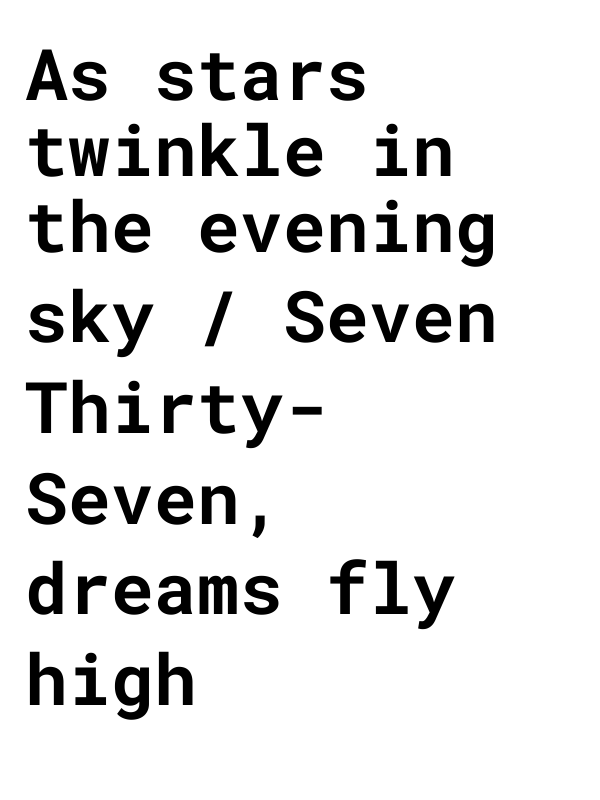 As stars
twinkle in
the evening
sky / Seven
Thirty-
Seven,
dreams fly
high